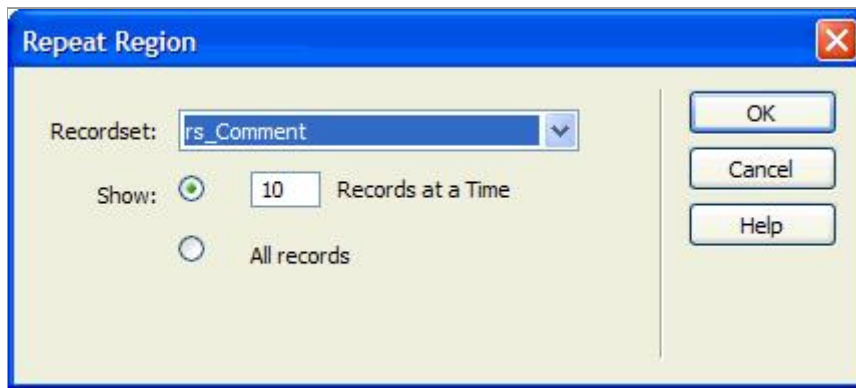 Repeat Region
Recordset: rs_Comment
Show: 10 Records at a Time
All records
OK
Cancel
Help